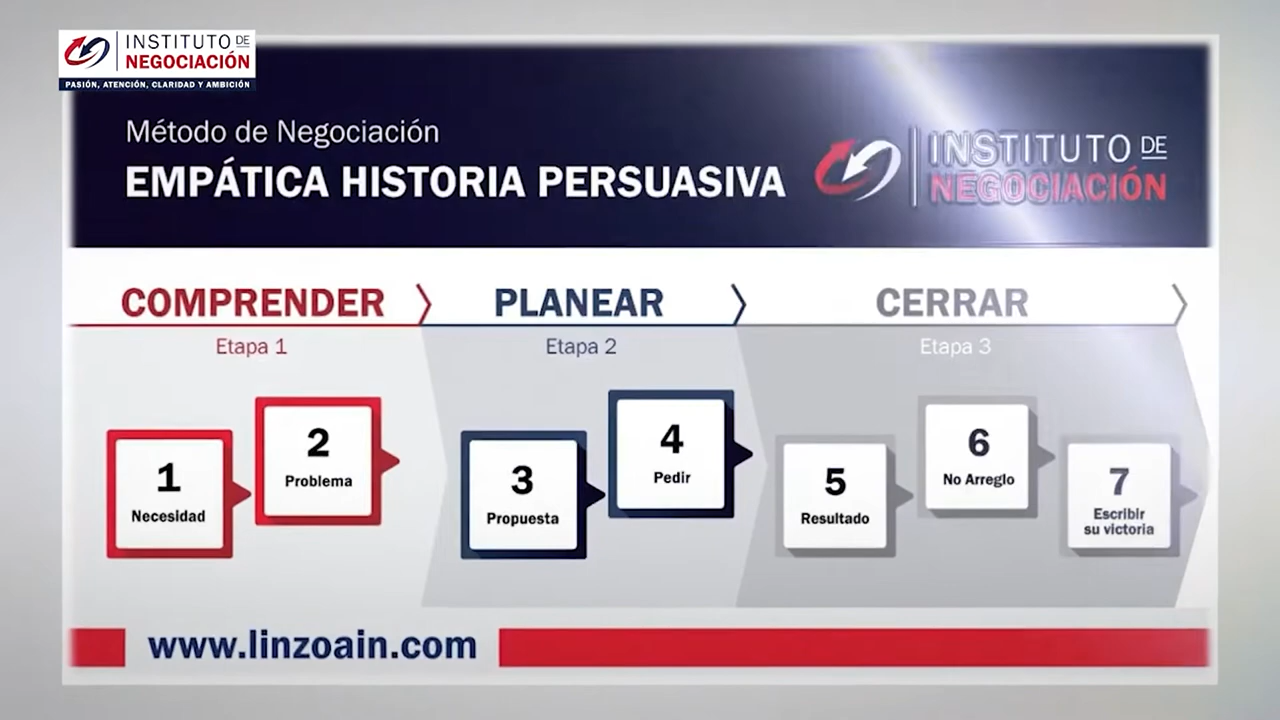 INSTITUTO DE
NEGOCIACIÓN
PASIÓN, ATENCIÓN, CLARIDAD Y AMBICIÓN
Método de Negociación
EMPÁTICA HISTORIA PERSUASIVA
INSTITUTO DE
NEGOCIACIÓN
COMPRENDER
Etapa 1
PLANEAR
Etapa 2
CERRAR
Etapa 3
1
Necesidad
2
Problema
3
Propuesta
4
Pedir
5
Resultado
6
No Arreglo
7
Escribir
su victoria
www.linzoain.com